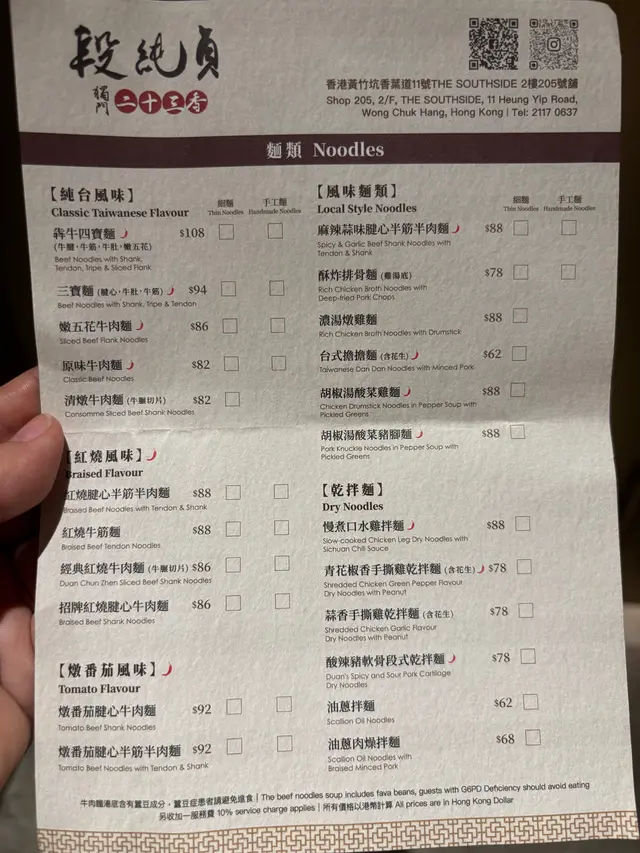 段純貞
獨門二十三香
香港黃竹坑香葉道11號THE SOUTHSIDE 2樓205號舖
Shop 205, 2/F, THE SOUTHSIDE, 11 Heung Yip Road,
Wong Chuk Hang, Hong Kong | Tel: 2117 0637
麵類 Noodles
【純台風味】 細麵 手工麵
Classic Taiwanese Flavour Thin Noodles Handmade Noodles
犇牛四寶麵 $108
(牛腱,牛筋,牛肚,嫩五花)
Beef Noodles with Shank,
Tendon, Tripe & Sliced Flank
三寶麵 (腱心,牛肚,牛筋) $94
Beef Noodles with Shank, Tripe & Tendon
嫩五花牛肉麵 $86
Sliced Beef Flank Noodles
原味牛肉麵 $82
Classic Beef Noodles
清燉牛肉麵 (牛腱切片) $82
Consomme Sliced Beef Shank Noodles
【紅燒風味】
Braised Flavour
紅燒腱心半筋半肉麵 $88
Braised Beef Noodles with Tendon & Shank
紅燒牛筋麵 $88
Braised Beef Tendon Noodles
經典紅燒牛肉麵 (牛腱切片) $86
Duan Chun Zhen Sliced Beef Shank Noodles
招牌紅燒腱心牛肉麵 $86
Braised Beef Shank Noodles
【燉番茄風味】
Tomato Flavour
燉番茄腱心牛肉麵 $92
Tomato Beef Shank Noodles
燉番茄腱心半筋半肉麵 $92
Tomato Beef Noodles with Tendon & Shank
【風味麵類】 細麵 手工麵
Local Style Noodles Thin Noodles Handmade Noodles
麻辣蒜味腱心半筋半肉麵 $88
Spicy & Garlic Beef Shank Noodles with
Tendon & Shank
酥炸排骨麵 (雞湯底) $78
Rich Chicken Broth Noodles with
Deep-fried Pork Chops
濃湯燉雞麵 $88
Rich Chicken Broth Noodles with Drumstick
台式擔擔麵 (含花生) $62
Taiwanese Dan Dan Noodles with Minced Pork
胡椒湯酸菜雞麵 $88
Chicken Drumstick Noodles in Pepper Soup with
Pickled Greens
胡椒湯酸菜豬腳麵 $88
Pork Knuckle Noodles in Pepper Soup with
Pickled Greens
【乾拌麵】
Dry Noodles
慢煮口水雞拌麵 $88
Slow-cooked Chicken Leg Dry Noodles with
Sichuan Chili Sauce
青花椒香手撕雞乾拌麵 (含花生) $78
Shredded Chicken Green Pepper Flavour
Dry Noodles with Peanut
蒜香手撕雞乾拌麵 (含花生) $78
Shredded Chicken Garlic Flavour
Dry Noodles with Peanut
酸辣豬軟骨段式乾拌麵 $78
Duan's Spicy and Sour Pork Cartilage
Dry Noodles
油蔥拌麵 $62
Scallion Oil Noodles
油蔥肉燥拌麵 $68
Scallion Oil Noodles with
Braised Minced Pork
牛肉麵湯底含有蠶豆成分,蠶豆症患者請避免進食 | The beef noodles soup includes fava beans, guests with G6PD Deficiency should avoid eating
另收加一服務費 10% service charge applies | 所有價格以港幣計算 All prices are in Hong Kong Dollar